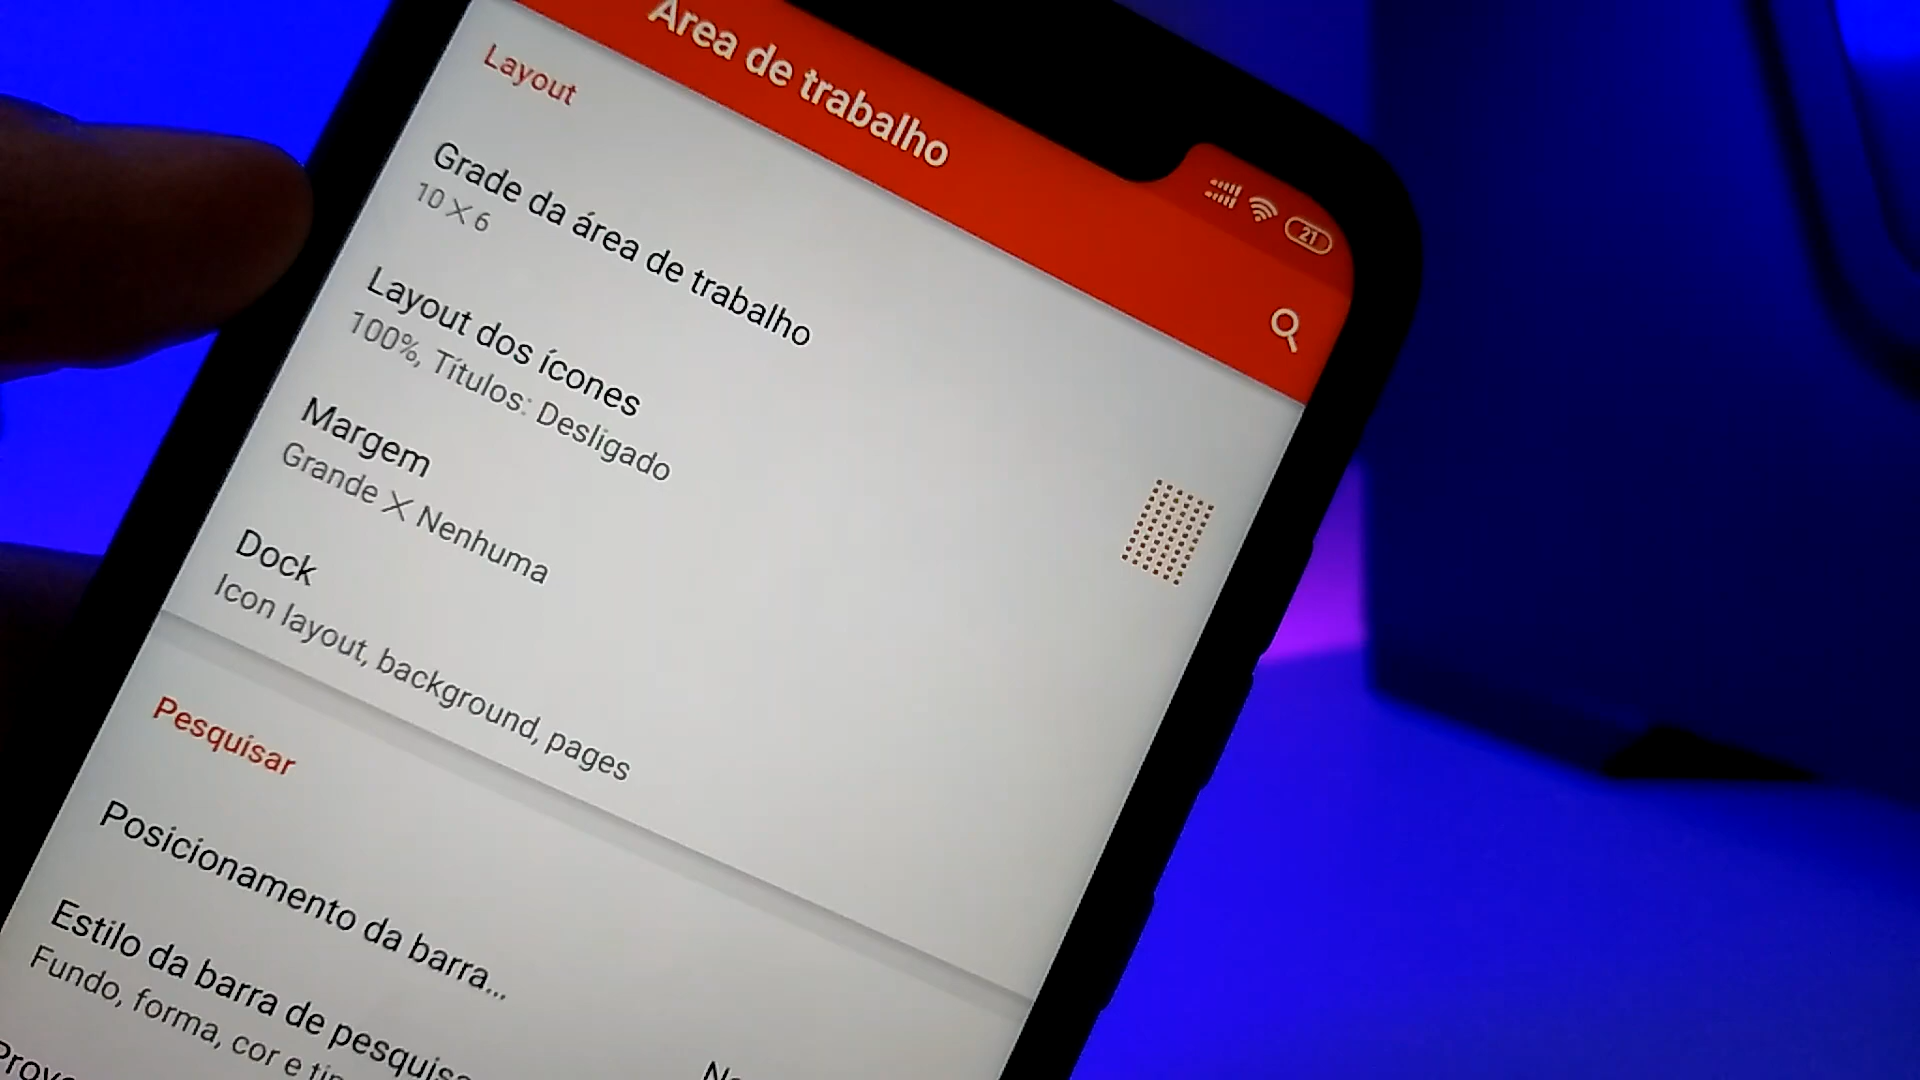 Área de trabalho
21
Layout
Grade da área de trabalho
10 X 6
Layout dos ícones
100%, Títulos: Desligado
Margem
Grande X Nenhuma
Dock
Icon layout, background, pages
Pesquisar
Posicionamento da barra...
Estilo da barra de
Fundo, forma, cor e